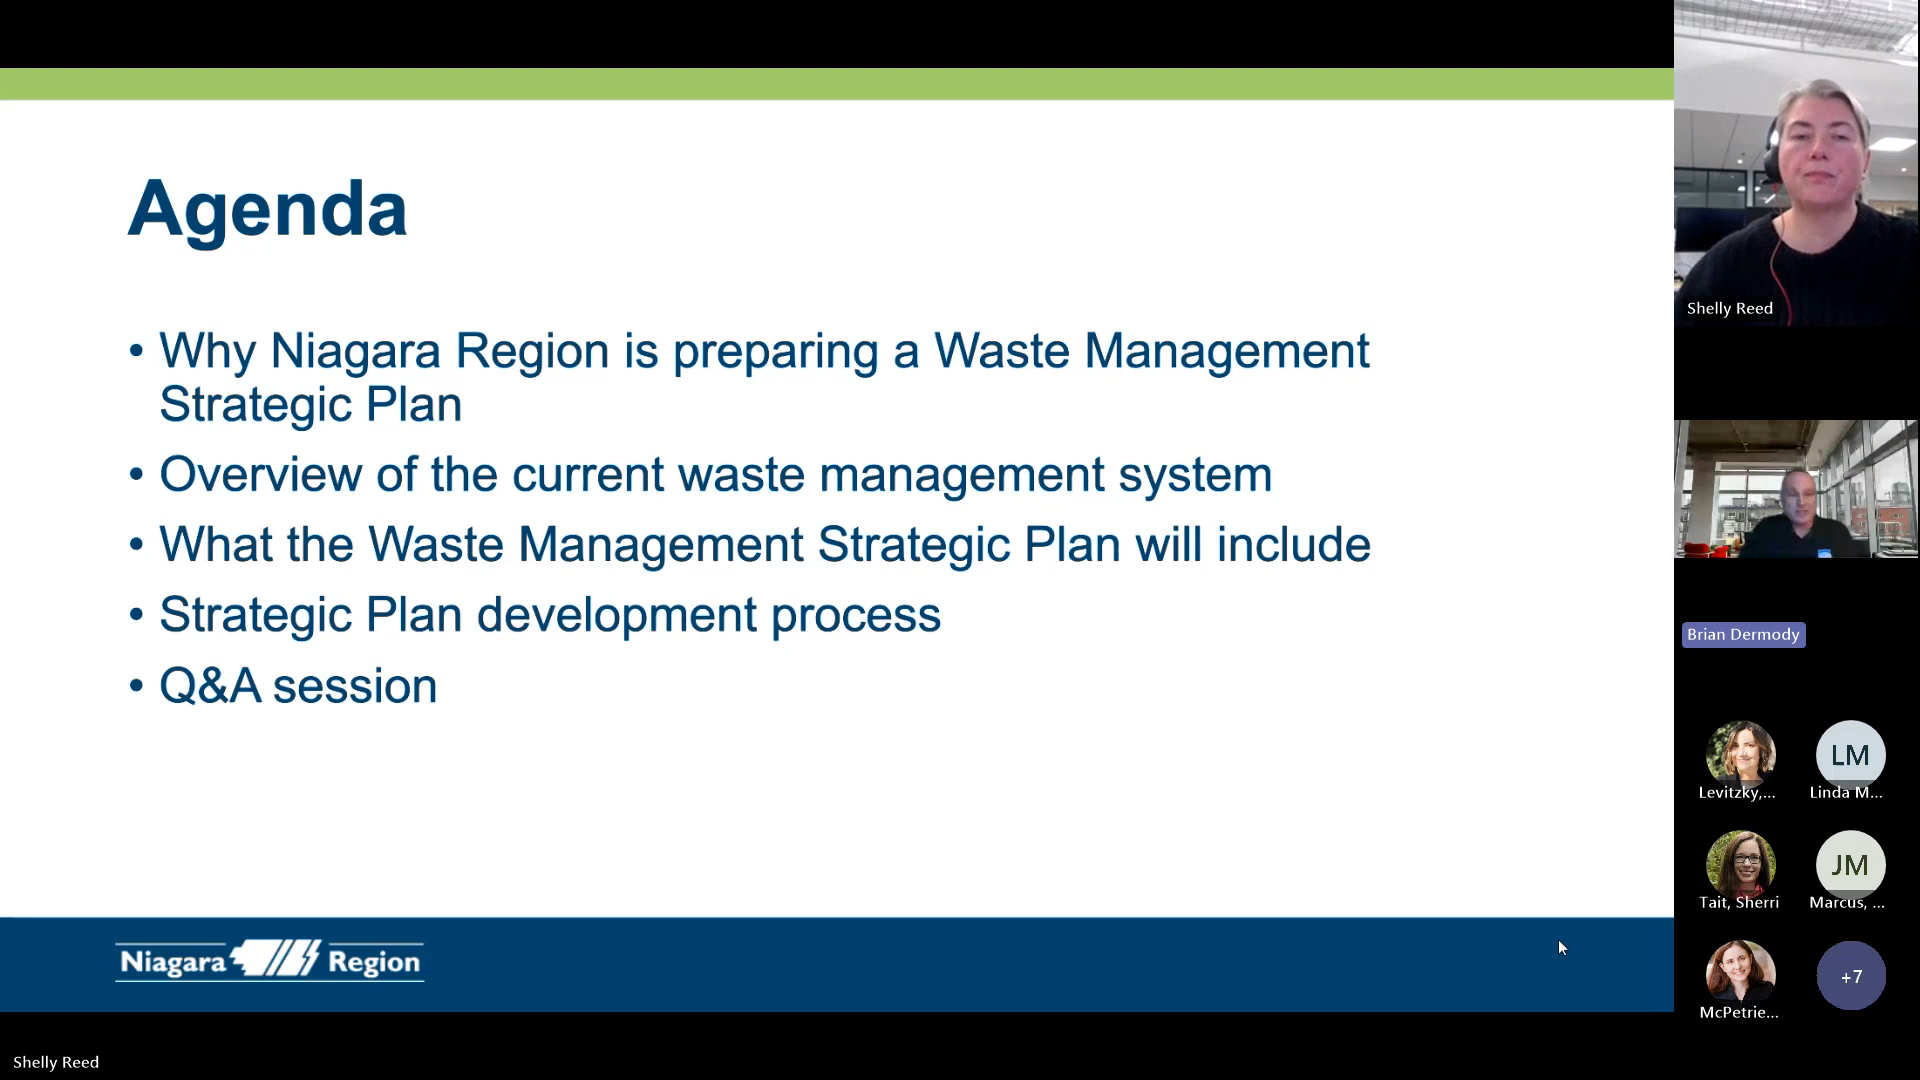 Agenda
• Why Niagara Region is preparing a Waste Management
Strategic Plan
• Overview of the current waste management system
• What the Waste Management Strategic Plan will include
• Strategic Plan development process
• Q&A session
Niagara Region
Shelly Reed
Shelly Reed
Brian Dermody
LM
Levitzky,...
Linda M...
JM
Tait, Sherri
Marcus, ...
+7
McPetrie...